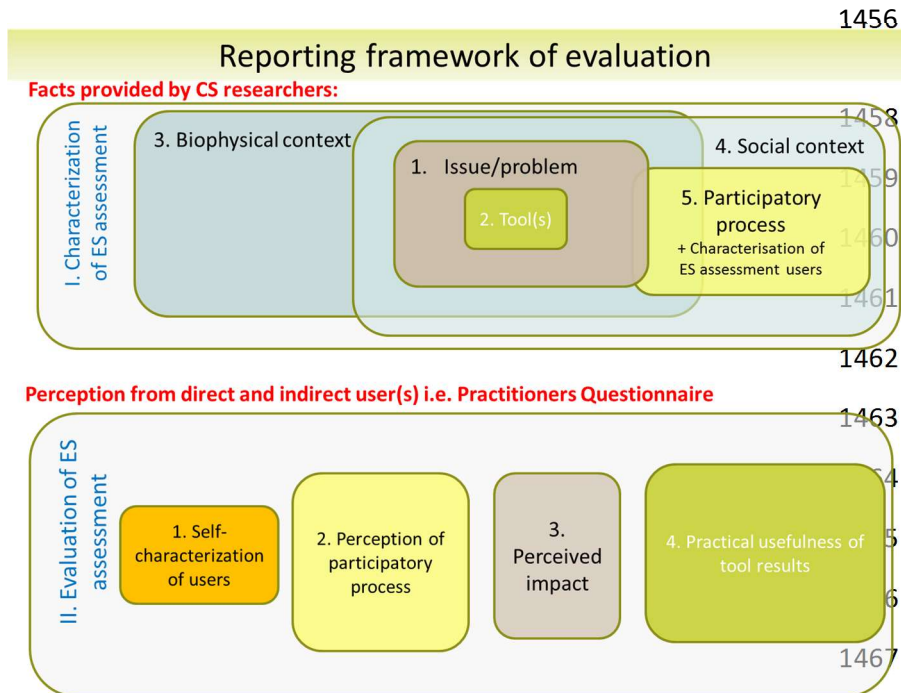 1456
Reporting framework of evaluation
Facts provided by CS researchers:
1458
I. Characterization
of ES assessment
3. Biophysical context
4. Social context
1. Issue/problem
1459
2. Tool(s)
5. Participatory
process
+ Characterisation of
ES assessment users
1460
1461
1462
Perception from direct and indirect user(s) i.e. Practitioners Questionnaire
1463
II. Evaluation of ES
assessment
1. Self-
characterization
of users
2. Perception of
participatory
process
3.
Perceived
impact
4. Practical usefulness of
tool results
4
5
6
1467